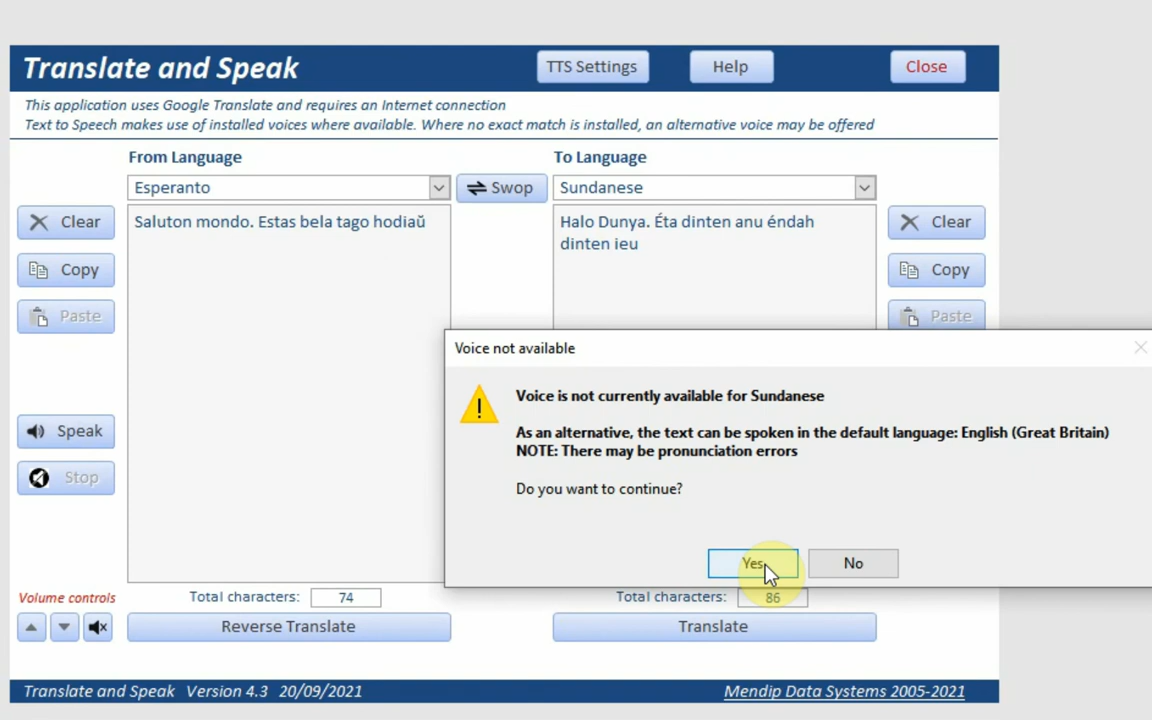 Translate and Speak
TTS Settings
Help
Close
This application uses Google Translate and requires an Internet connection
Text to Speech makes use of installed voices where available. Where no exact match is installed, an alternative voice may be offered
From Language
To Language
Esperanto
Swop
Sundanese
Clear
Saluton mondo. Estas bela tago hodiaŭ
Halo Dunya. Éta dinten anu éndah
dinten ieu
Clear
Copy
Copy
Paste
Paste
Voice not available
Voice is not currently available for Sundanese
As an alternative, the text can be spoken in the default language: English (Great Britain)
NOTE: There may be pronunciation errors
Do you want to continue?
Yes
No
Speak
Stop
Volume controls
Total characters: 74
Total characters: 86
Reverse Translate
Translate
Translate and Speak Version 4.3 20/09/2021
Mendip Data Systems 2005-2021